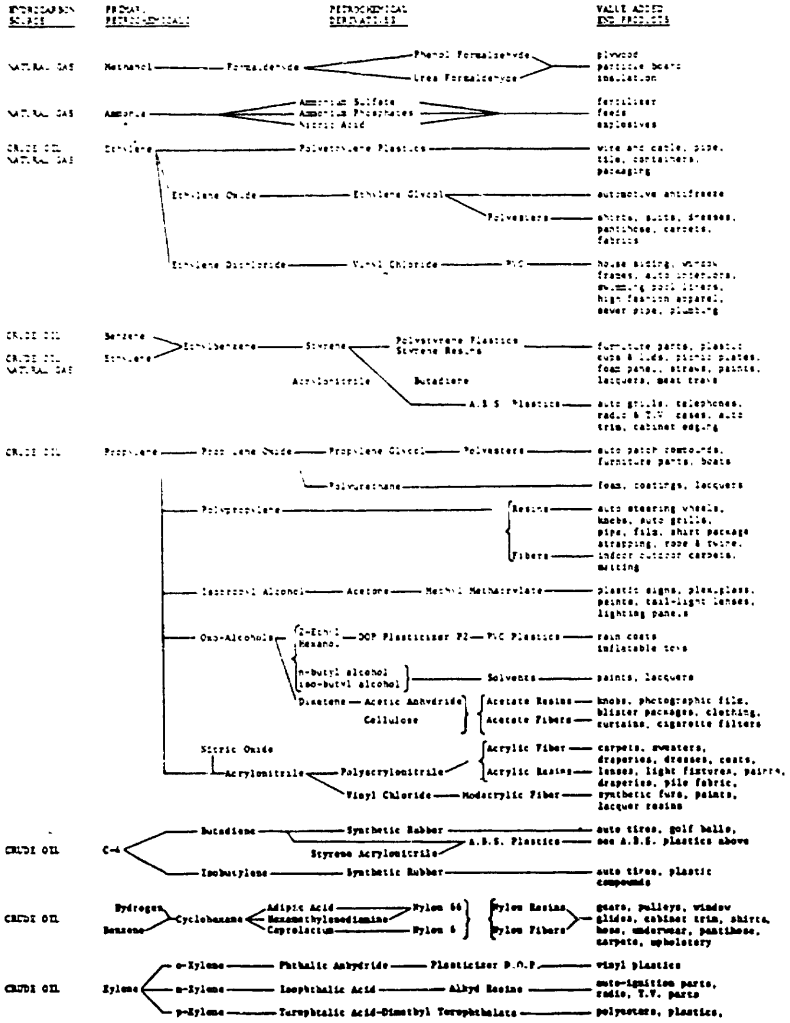 HYDROCARBON PRIMARY PETROCHEMICAL VALUE ADDED
SOURCE PETROCHEMICALS DERIVATIVES END PRODUCTS
Phenol Formaldehyde plywood
NATURAL GAS Methanol Formaldehyde particle board
Urea Formaldehyde insulation
Ammonium Sulfate fertilizer
NATURAL GAS Ammonia Ammonium Phosphates feeds
Nitric Acid explosives
CRUDE OIL Ethylene Polyethylene Plastics wire and cable, pipe,
NATURAL GAS tile, containers,
packaging
Ethylene Oxide Ethylene Glycol automotive antifreeze
Polyesters shirts, suits, dresses,
pantihose, carpets,
fabrics
Ethylene Dichloride Vinyl Chloride PVC house siding, window
frames, auto interiors,
swimming pool liners,
high fashion apparel,
sewer pipe, plumbing
CRUDE OIL Benzene Polystyrene Plastics
Ethylbenzene Styrene Styrene Resins furniture parts, plastic
CRUDE OIL Ethylene cups & lids, picnic plates,
NATURAL GAS foam panel, straws, paints,
Acrylonitrile Butadiene lacquers, meat trays
A.B.S. Plastics auto grills, telephones,
radio & T.V. cases, auto
trim, cabinet edging
CRUDE OIL Propylene Propylene Oxide Propylene Glycol Polyesters auto patch compounds,
furniture parts, boats
Polyurethane foam, coatings, lacquers
Polypropylene Resins auto steering wheels,
knobs, auto grills,
pipe, film, shirt package
strapping, rope & twine,
Fibers indoor outdoor carpets,
matting
Isopropyl Alcohol Acetone Methyl Methacrylate plastic signs, plexiglass,
paints, tail-light lenses,
lighting panels
Oxo-Alcohols 2-Ethyl Hexanol DOP Plasticizer P2 PVC Plastics rain coats
inflatable toys
n-butyl alcohol
iso-butyl alcohol Solvents paints, lacquers
Diketene Acetic Anhydride Acetate Resins knobs, photographic film,
blister packages, clothing,
Cellulose Acetate Fibers curtains, cigarette filters
Nitric Oxide Acrylic Fiber carpets, sweaters,
draperies, dresses, coats,
Acrylonitrile Polyacrylonitrile Acrylic Resins lenses, light fixtures, paints,
draperies, pile fabric,
Vinyl Chloride Modacrylic Fiber synthetic furs, paints,
lacquer resins
Butadiene Synthetic Rubber auto tires, golf balls,
CRUDE OIL C-4 A.B.S. Plastics see A.B.S. plastics above
Styrene Acrylonitrile
Isobutylene Synthetic Rubber auto tires, plastic
compounds
Hydrogen Adipic Acid Nylon 66 Nylon Resins gears, pulleys, window
CRUDE OIL Cyclohexane Hexamethylenediamine glides, cabinet trim, shirts,
Benzene Caprolactum Nylon 6 Nylon Fibers hose, underwear, pantihose,
carpets, upholstory
o-Xylene Phthalic Anhydride Plasticizer D.O.P. vinyl plastics
CRUDE OIL Xylene m-Xylene Isophthalic Acid Alkyd Resins auto-ignition parts,
radio, T.V. parts
p-Xylene Turophtalic Acid-Dimethyl Torophthalate polyesters, plastics,